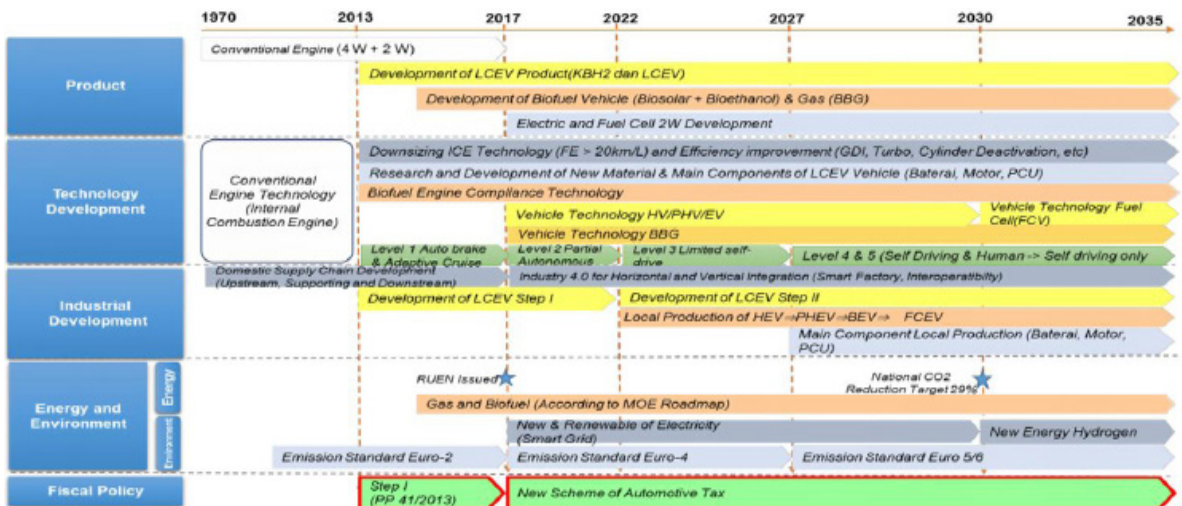 1970 2013 2017 2022 2027 2030 2035
Product
Conventional Engine (4 W + 2 W)
Development of LCEV Product(KBH2 dan LCEV)
Development of Biofuel Vehicle (Biosolar + Bioethanol) & Gas (BBG)
Electric and Fuel Cell 2W Development
Technology
Development
Conventional
Engine Technology
(Internal
Combustion Engine)
Downsizing ICE Technology (FE > 20km/L) and Efficiency improvement (GDI, Turbo, Cylinder Deactivation, etc)
Research and Development of New Material & Main Components of LCEV Vehicle (Baterai, Motor, PCU)
Biofuel Engine Compliance Technology
Vehicle Technology HV/PHV/EV
Vehicle Technology Fuel
Cell(FCV)
Vehicle Technology BBG
Level 1 Auto brake
& Adaptive Cruise
Level 2 Partial
Autonomous
Level 3 Limited self-
drive
Level 4 & 5 (Self Driving & Human -> Self driving only
Industrial
Development
Domestic Supply Chain Development
(Upstream, Supporting and Downstream)
Industry 4.0 for Horizontal and Vertical Integration (Smart Factory, Interoperatibilty)
Development of LCEV Step I
Development of LCEV Step II
Local Production of HEV⇒PHEV⇒BEV⇒ FCEV
Main Component Local Production (Baterai, Motor,
PCU)
Energy and
Environment
Energy
Environment
RUEN Issued
National CO2
Reduction Target 29%
Gas and Biofuel (According to MOE Roadmap)
New & Renewable of Electricity
(Smart Grid)
New Energy Hydrogen
Emission Standard Euro-2
Emission Standard Euro-4
Emission Standard Euro 5/6
Fiscal Policy
Step I
(PP 41/2013)
New Scheme of Automotive Tax